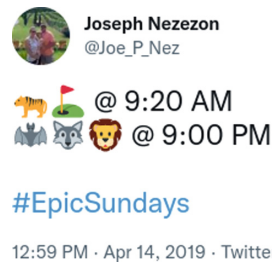 Joseph Nezezon
@Joe_P_Nez
🐅⛳ @ 9:20 AM
🦇🐺🦁 @ 9:00 PM
#EpicSundays
12:59 PM · Apr 14, 2019 · Twitte